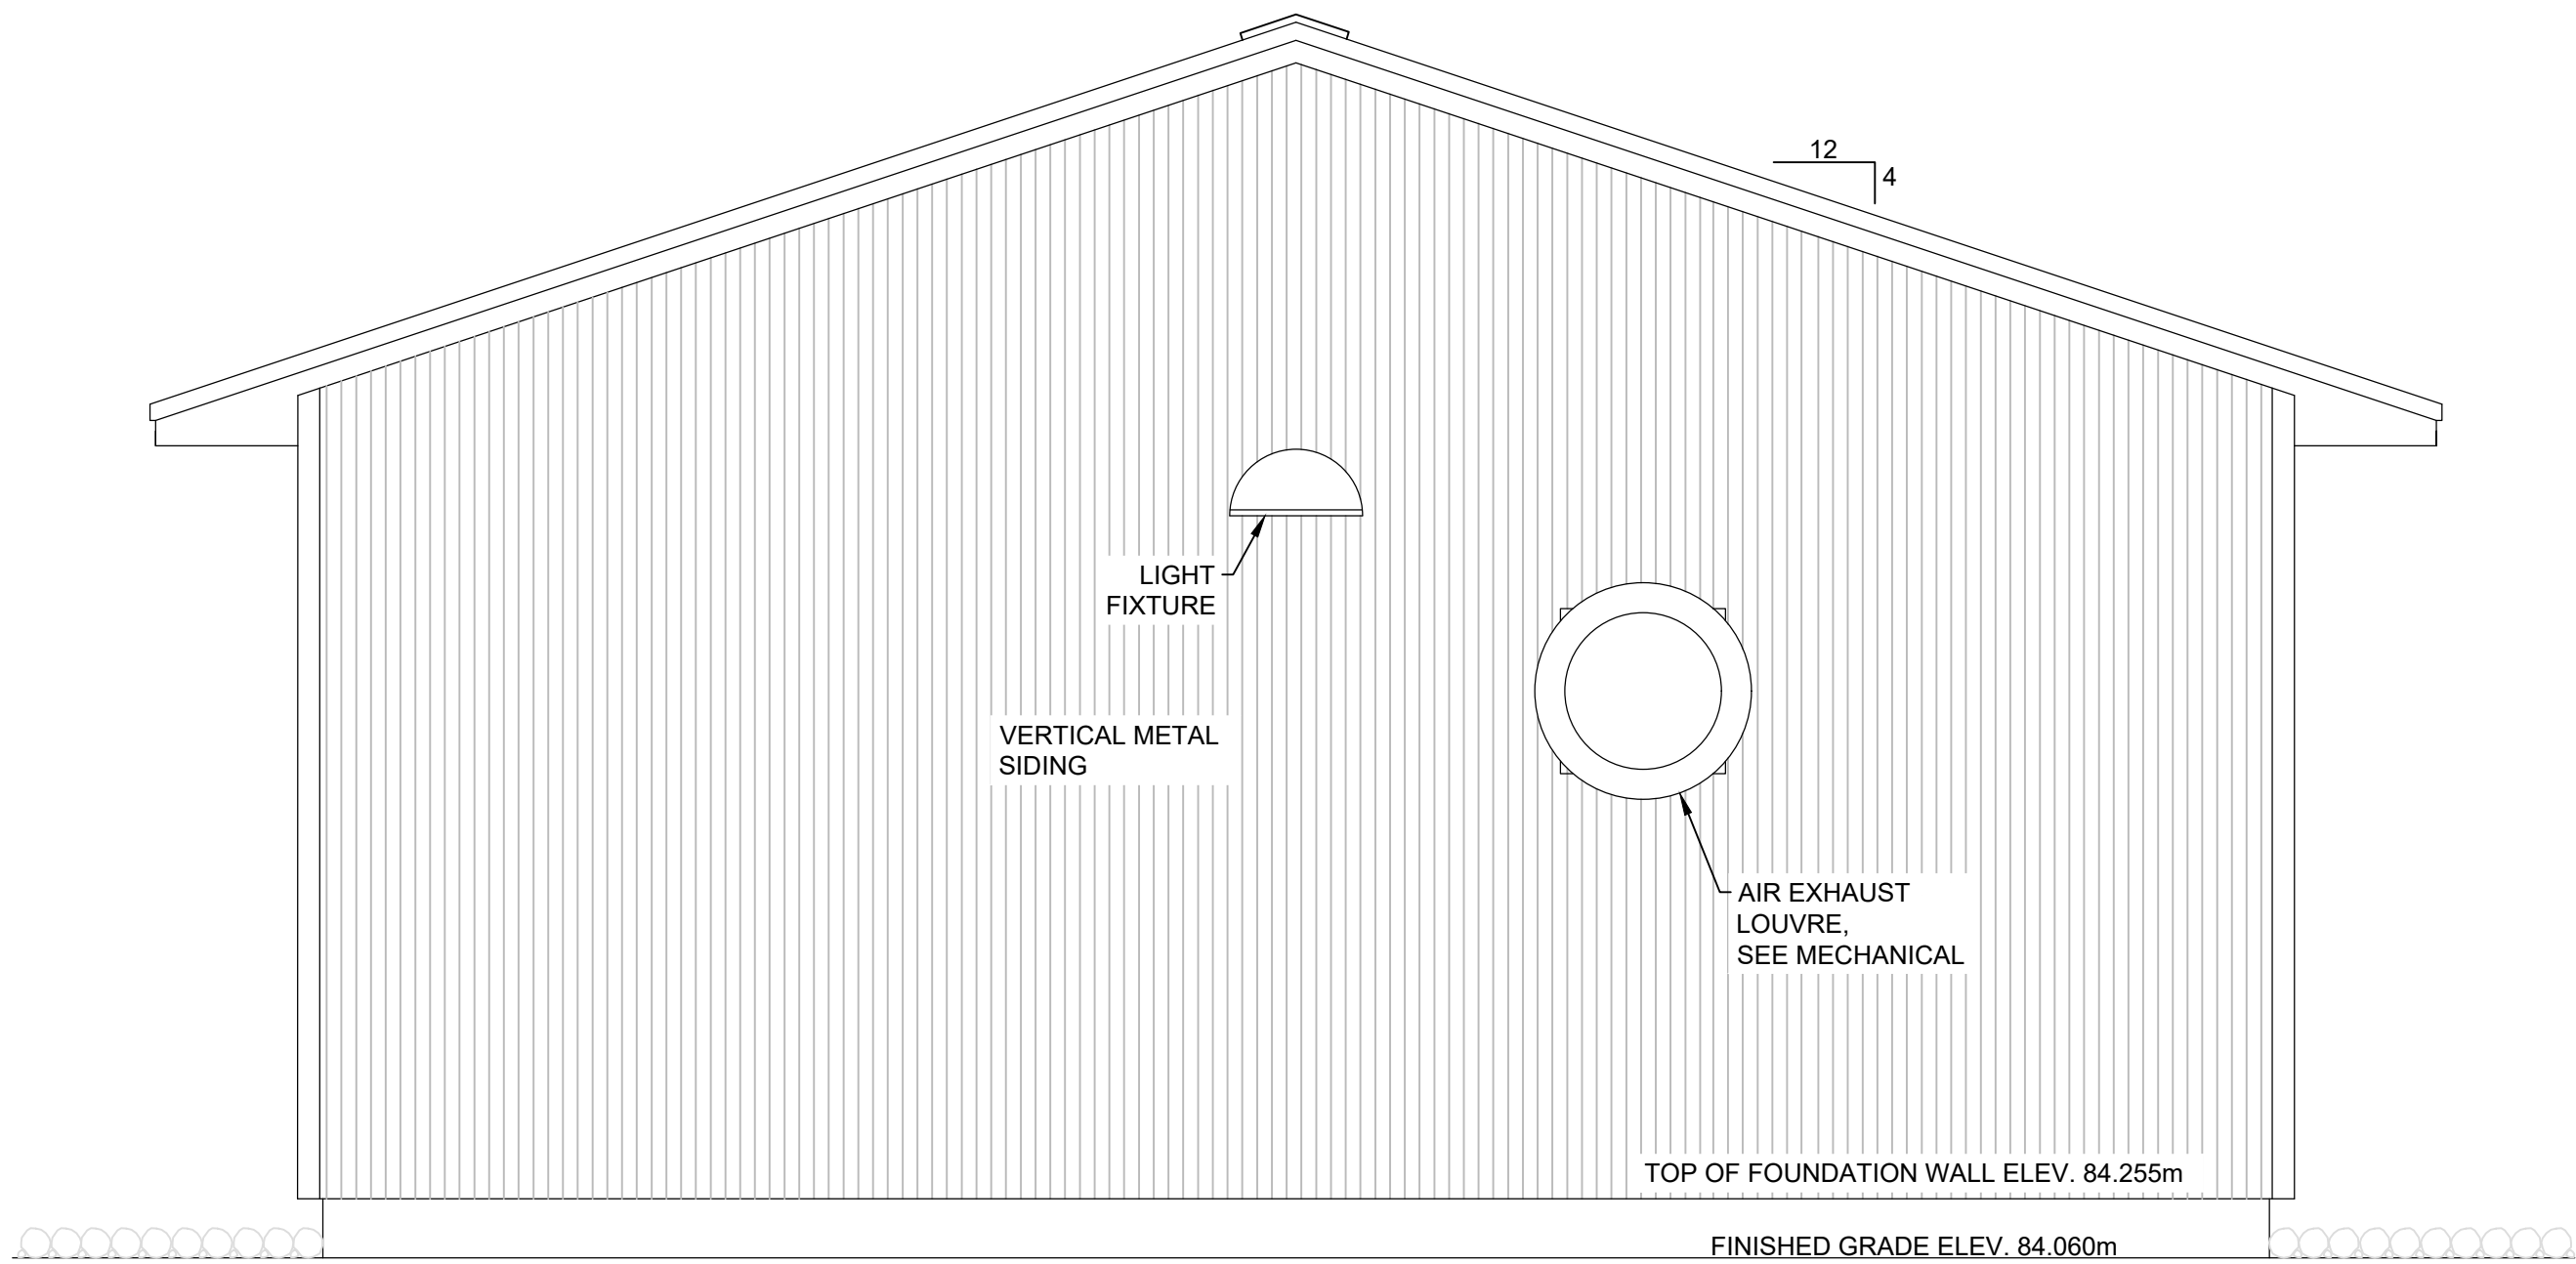 12
4
LIGHT
FIXTURE
VERTICAL METAL
SIDING
AIR EXHAUST
LOUVRE,
SEE MECHANICAL
TOP OF FOUNDATION WALL ELEV. 84.255m
FINISHED GRADE ELEV. 84.060m